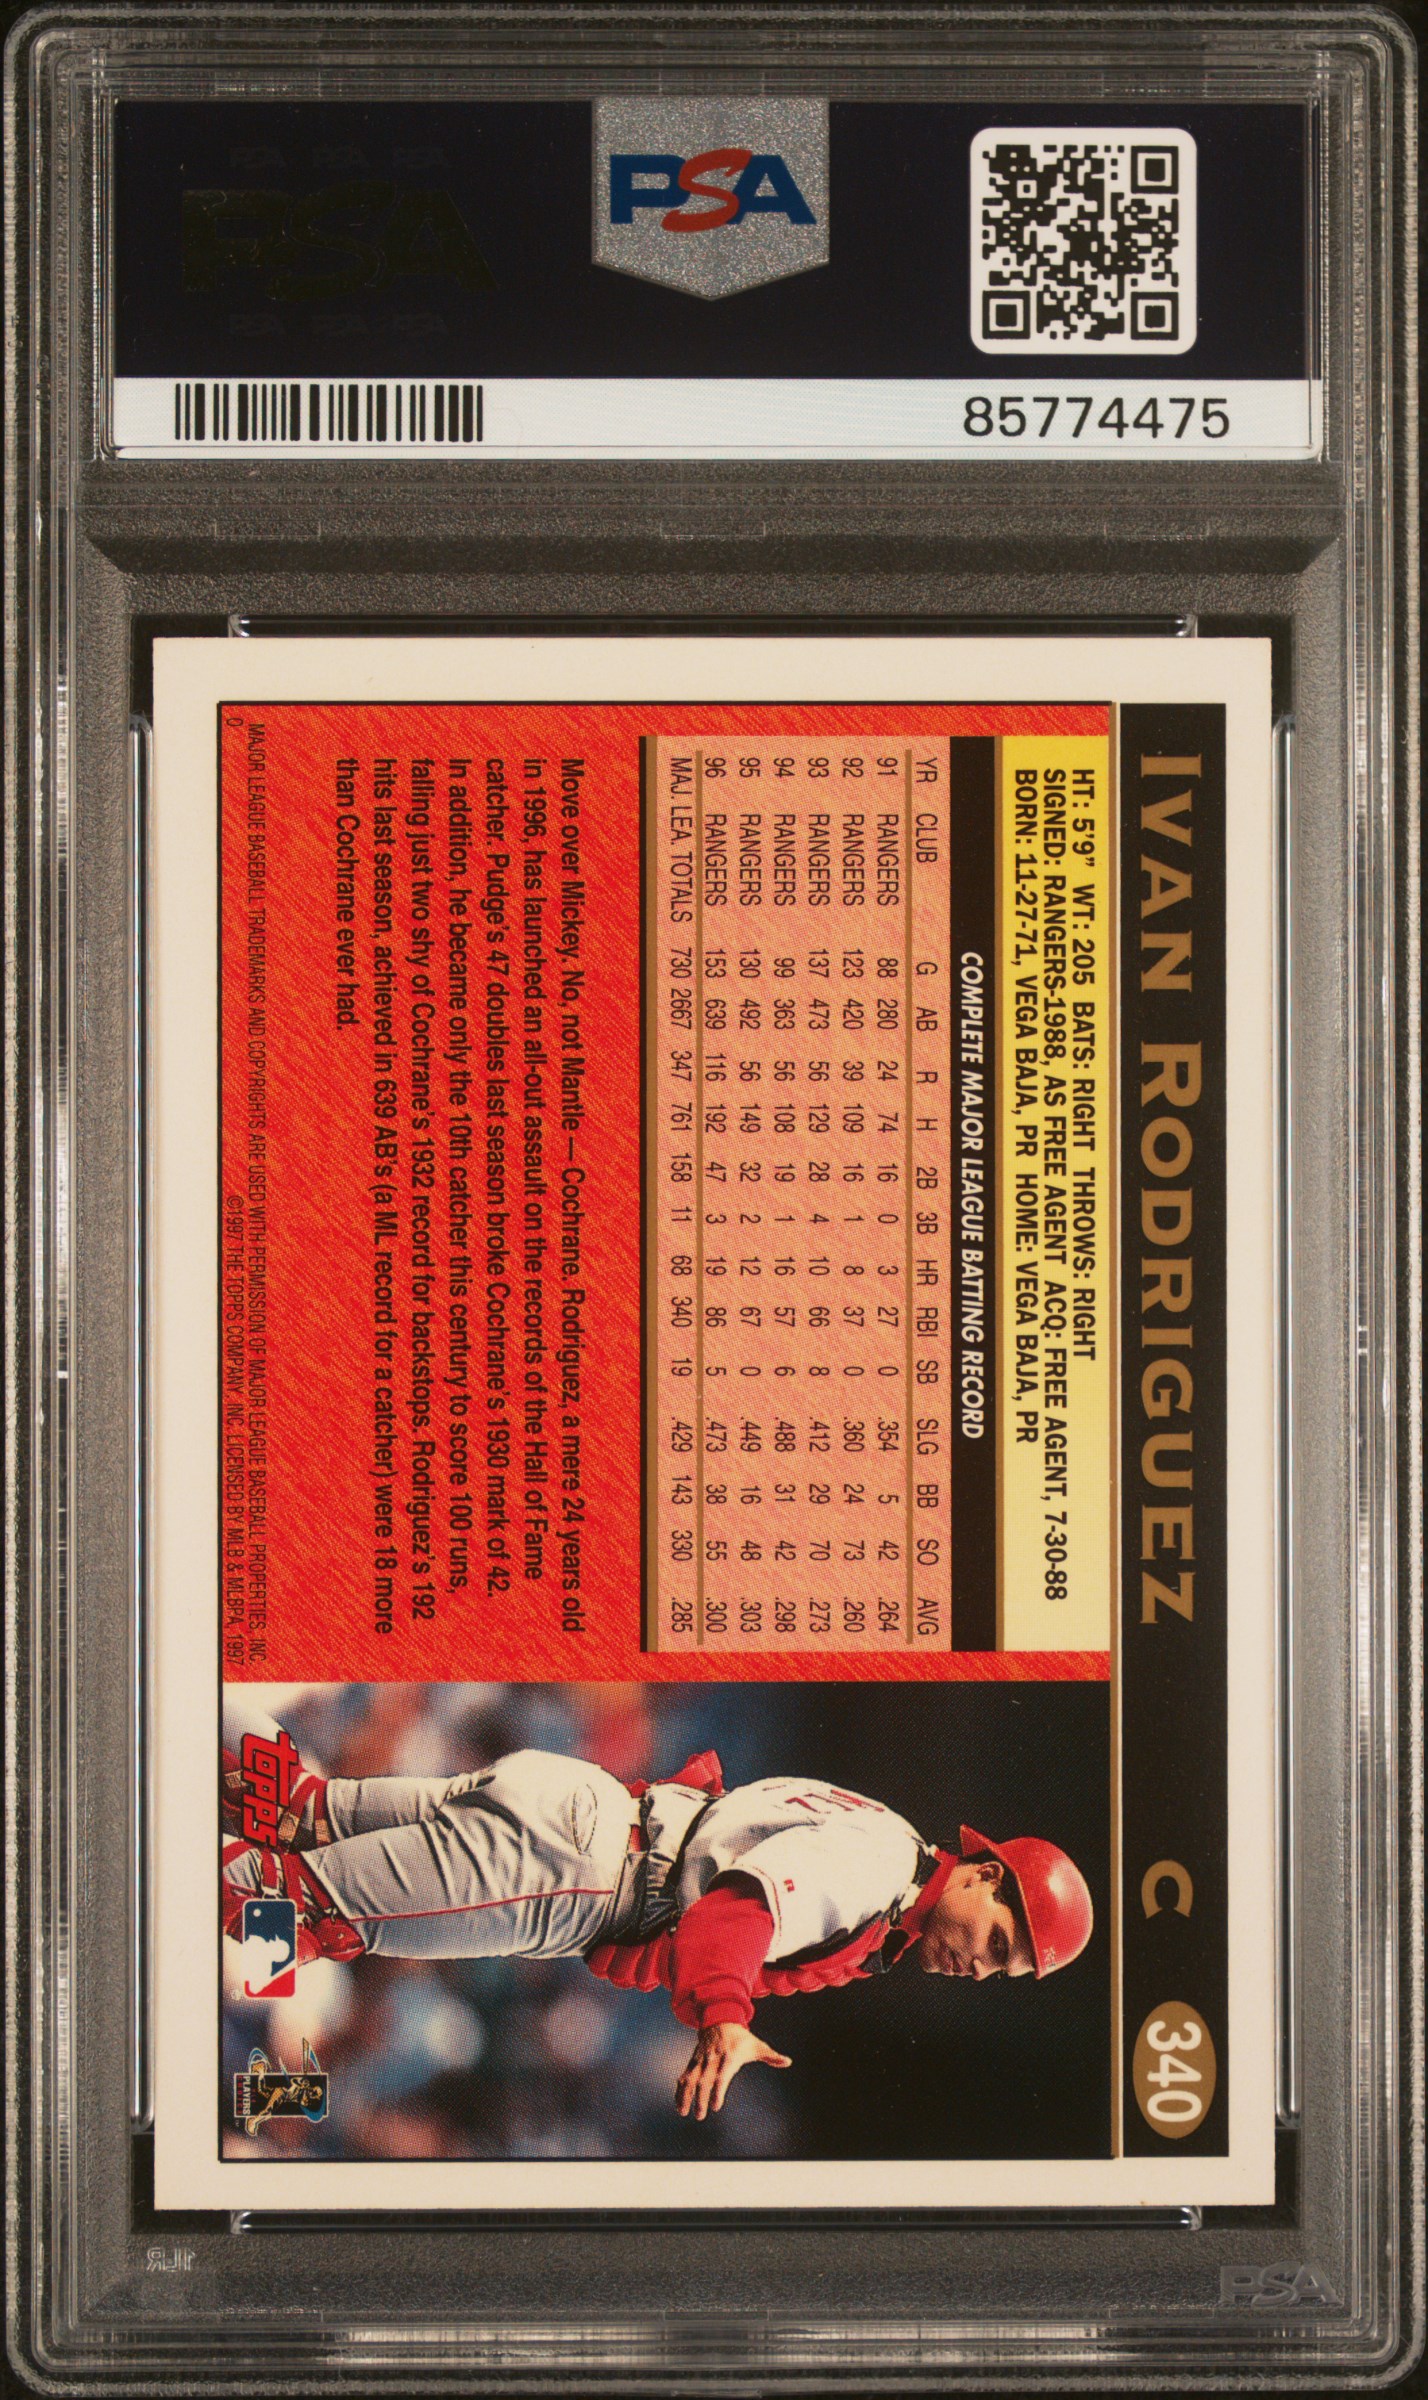 PSA
PSA PSA PSA
PSA
PSA PSA PSA
85774475
IVAN RODRIGUEZ C 340
HT: 5'9" WT: 205 BATS: RIGHT THROWS: RIGHT
SIGNED: RANGERS-1988, AS FREE AGENT ACQ: FREE AGENT, 7-30-88
BORN: 11-27-71, VEGA BAJA, PR HOME: VEGA BAJA, PR
COMPLETE MAJOR LEAGUE BATTING RECORD
YR CLUB G AB R H 2B 3B HR RBI SB SLG BB SO AVG
91 RANGERS 88 280 24 74 16 0 3 27 0 .354 5 42 .264
92 RANGERS 123 420 39 109 16 1 8 37 0 .360 24 73 .260
93 RANGERS 137 473 56 129 28 4 10 66 8 .412 29 70 .273
94 RANGERS 99 363 56 108 19 1 16 57 6 .488 31 42 .298
95 RANGERS 130 492 56 149 32 2 12 67 0 .449 16 48 .303
96 RANGERS 153 639 116 192 47 3 19 86 5 .473 38 55 .300
MAJ. LEA. TOTALS 730 2667 347 761 158 11 68 340 19 .429 143 330 .285
Move over Mickey. No, not Mantle — Cochrane. Rodriguez, a mere 24 years old
in 1996, has launched an all-out assault on the records of the Hall of Fame
catcher. Pudge's 47 doubles last season broke Cochrane's 1930 mark of 42.
In addition, he became only the 10th catcher this century to score 100 runs,
falling just two shy of Cochrane's 1932 record for backstops. Rodriguez's 192
hits last season, achieved in 639 AB's (a ML record for a catcher) were 18 more
than Cochrane ever had.
MAJOR LEAGUE BASEBALL TRADEMARKS AND COPYRIGHTS ARE USED WITH PERMISSION OF MAJOR LEAGUE BASEBALL PROPERTIES, INC.
0 ©1997 THE TOPPS COMPANY, INC. LICENSED BY MLB & MLBPA, 1997
TOPPS
PLAYERS
PSA